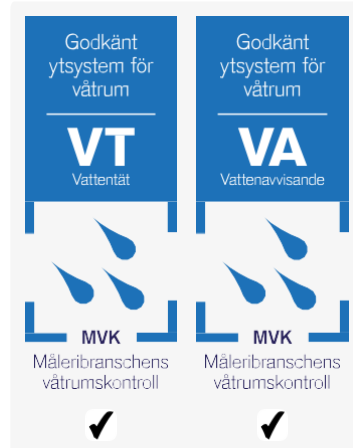 Godkänt
ytsystem för
våtrum
VT
Vattentät
MVK
Måleribranschens
våtrumskontroll
Godkänt
ytsystem för
våtrum
VA
Vattenavvisande
MVK
Måleribranschens
våtrumskontroll